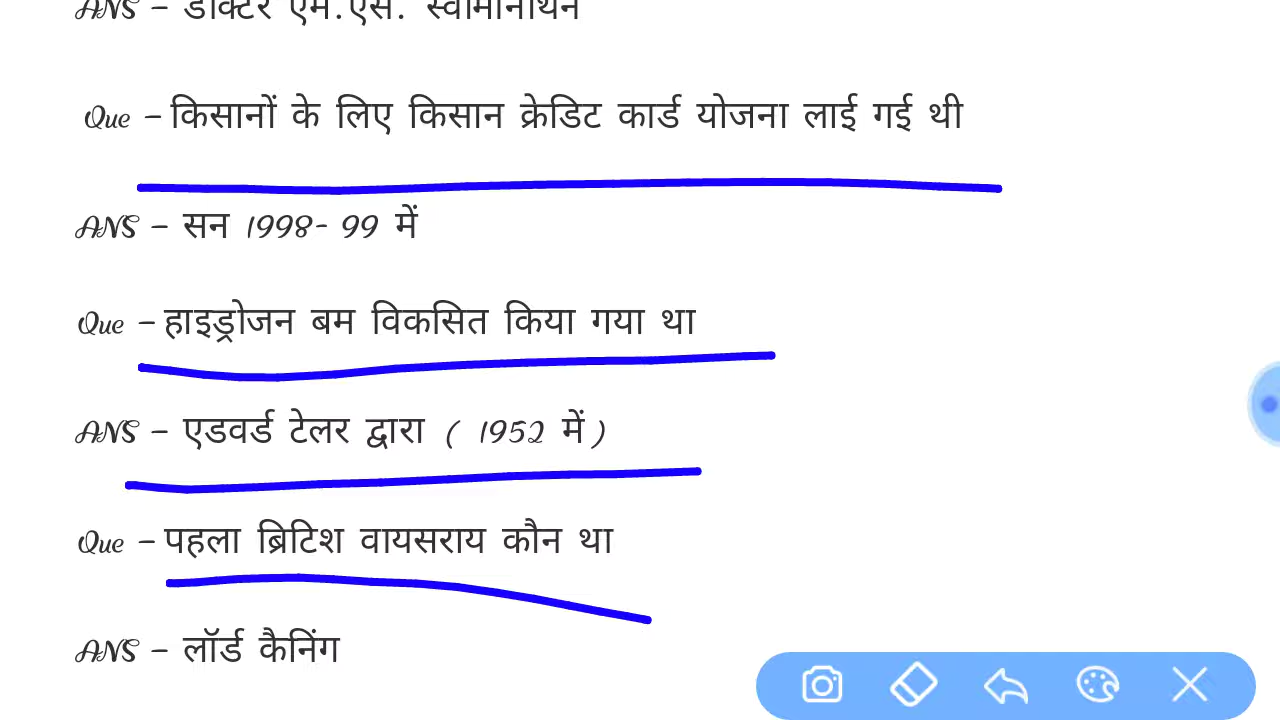 ANS – डॉक्टर एम.एस. स्वामीनाथन
Que – किसानों के लिए किसान क्रेडिट कार्ड योजना लाई गई थी
ANS – सन 1998- 99 में
Que – हाइड्रोजन बम विकसित किया गया था
ANS – एडवर्ड टेलर द्वारा ( 1952 में )
Que – पहला ब्रिटिश वायसराय कौन था
ANS – लॉर्ड कैनिंग